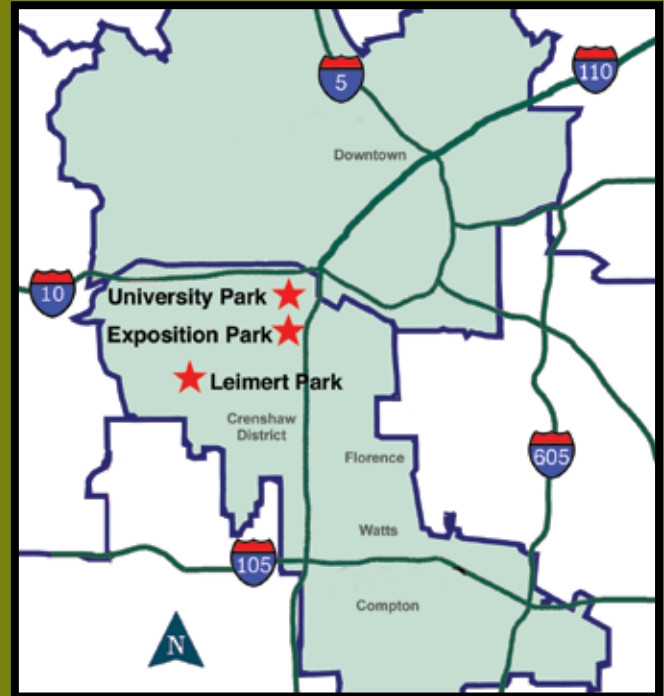 5
110
Downtown
10
University Park
Exposition Park
Leimert Park
Crenshaw
District
Florence
605
Watts
105
Compton
N